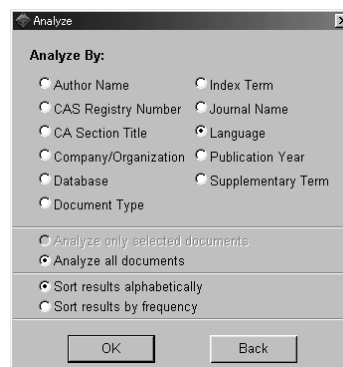 Analyze
Analyze By:
Author Name
Index Term
CAS Registry Number
Journal Name
CA Section Title
Language
Company/Organization
Publication Year
Database
Supplementary Term
Document Type
Analyze only selected documents
Analyze all documents
Sort results alphabetically
Sort results by frequency
OK
Back